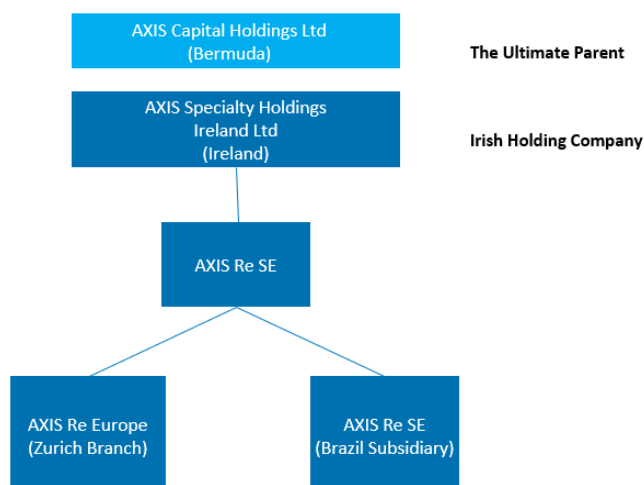 AXIS Capital Holdings Ltd
(Bermuda)
The Ultimate Parent
AXIS Specialty Holdings
Ireland Ltd
(Ireland)
Irish Holding Company
AXIS Re SE
AXIS Re Europe
(Zurich Branch)
AXIS Re SE
(Brazil Subsidiary)